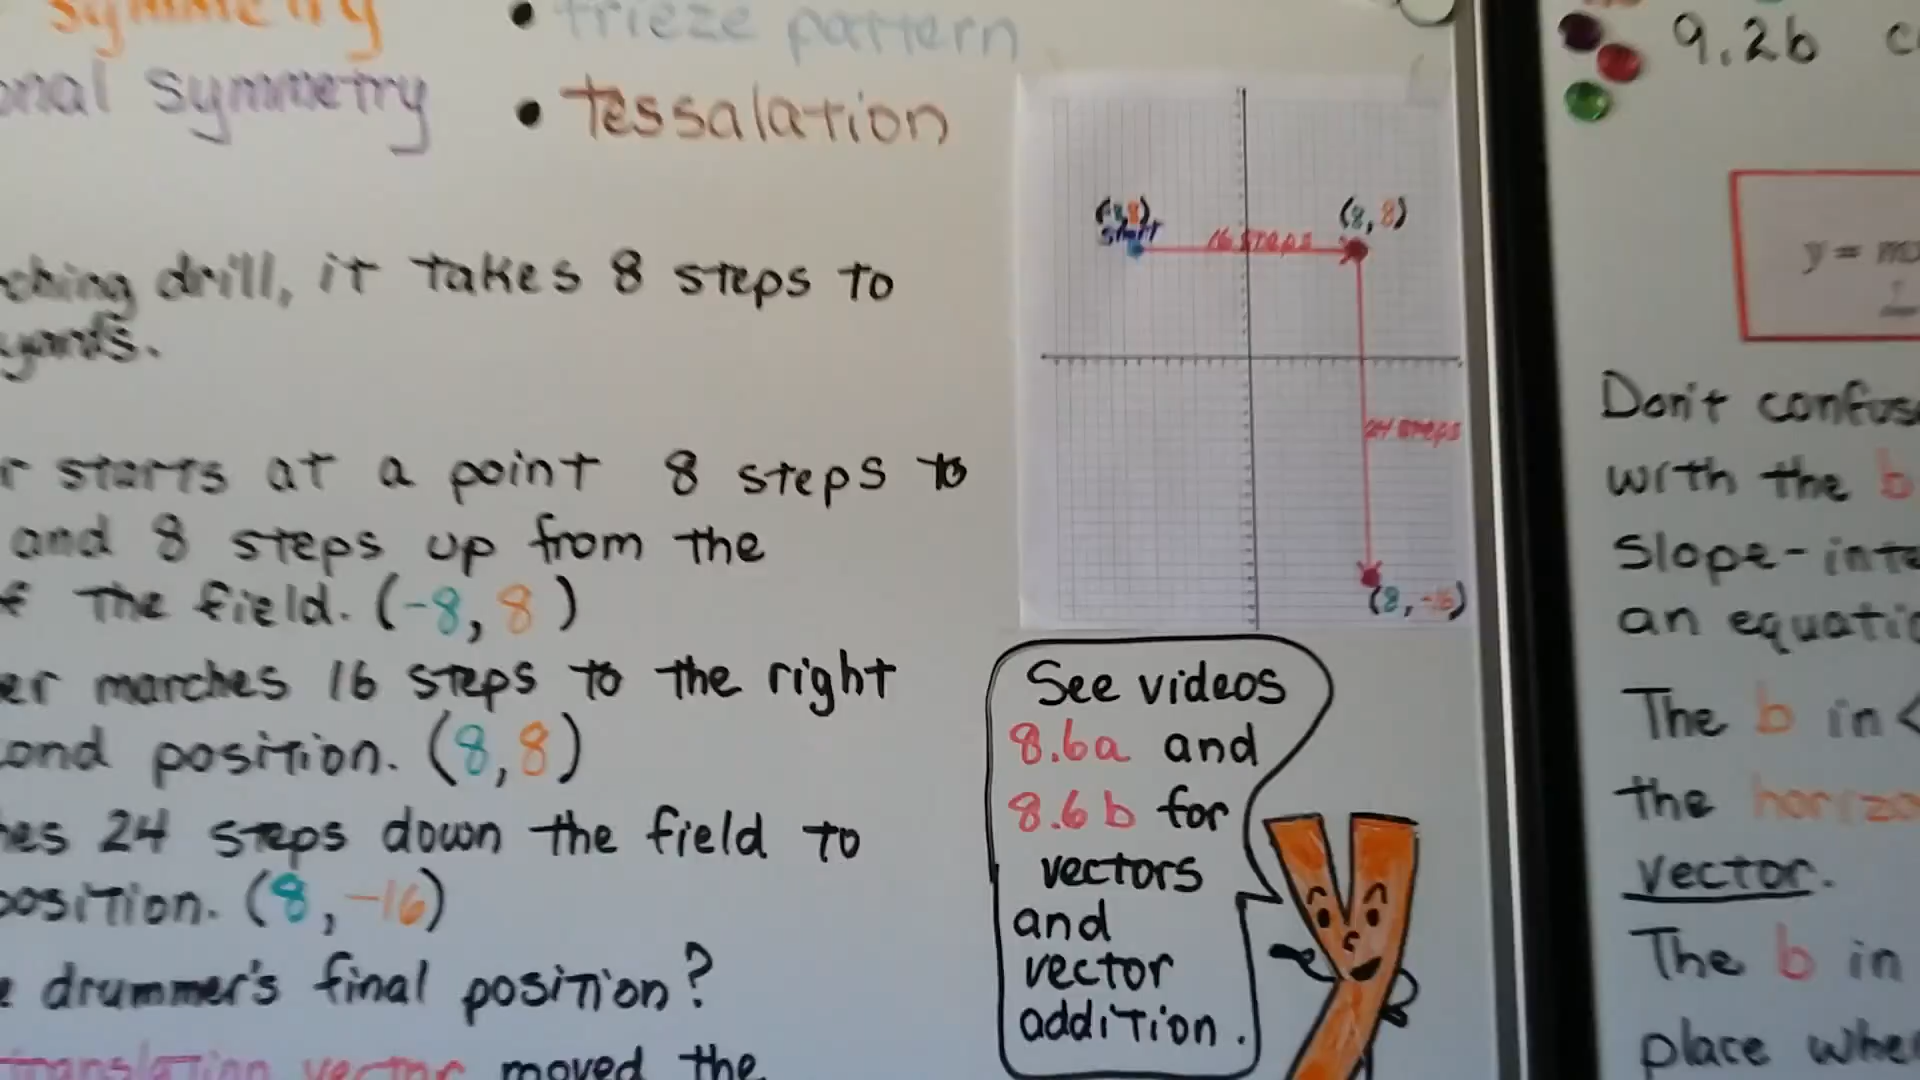 symmetry
onal symmetry
• frieze pattern
• tessalation
ching drill, it takes 8 steps to
yards.
r starts at a point 8 steps to
and 8 steps up from the
f the field. (-8, 8)
er marches 16 steps to the right
ond position. (8,8)
hes 24 steps down the field to
position. (8, -16)
e drummer's final position?
translation vector moved the
start
16 steps
(8, 8)
24 steps
(8, -16)
See videos
8.6a and
8.6b for
vectors
and
vector
addition.
9.2b
y = m
Don't confus
with the b
slope-inte
an equatio
The b in <
the horizo
vector.
The b in
place whe